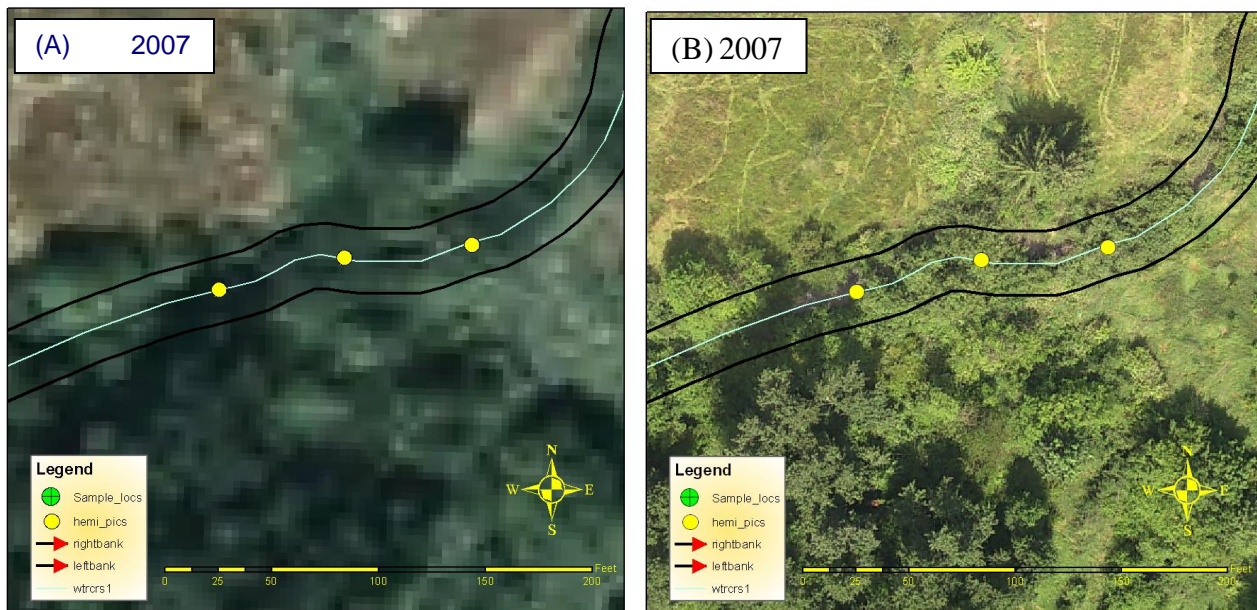 (A) 2007
N
W E
S
Legend
Sample_locs
hemi_pics
rightbank
leftbank
wtrcrs1
Feet
0 25 50 100 150 200
(B) 2007
N
W E
S
Legend
Sample_locs
hemi_pics
rightbank
leftbank
wtrcrs1
Feet
0 25 50 100 150 200